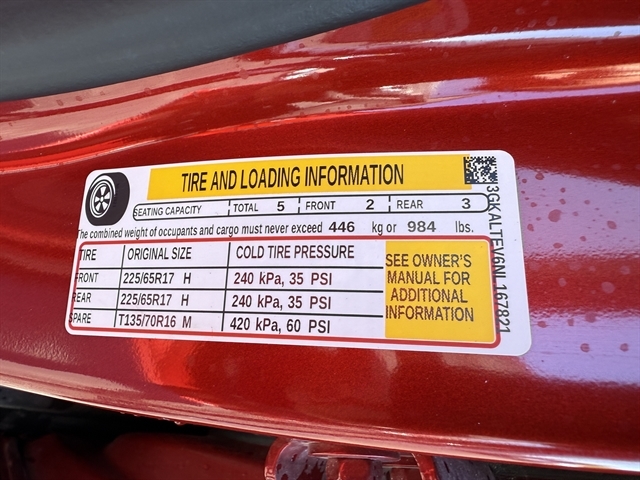 TIRE AND LOADING INFORMATION
SEATING CAPACITY TOTAL 5 FRONT 2 REAR 3
The combined weight of occupants and cargo must never exceed 446 kg or 984 lbs.
TIRE ORIGINAL SIZE COLD TIRE PRESSURE
FRONT 225/65R17 H 240 kPa, 35 PSI
REAR 225/65R17 H 240 kPa, 35 PSI
SPARE T135/70R16 M 420 kPa, 60 PSI
SEE OWNER'S
MANUAL FOR
ADDITIONAL
INFORMATION
3GKALTEV6NL167821